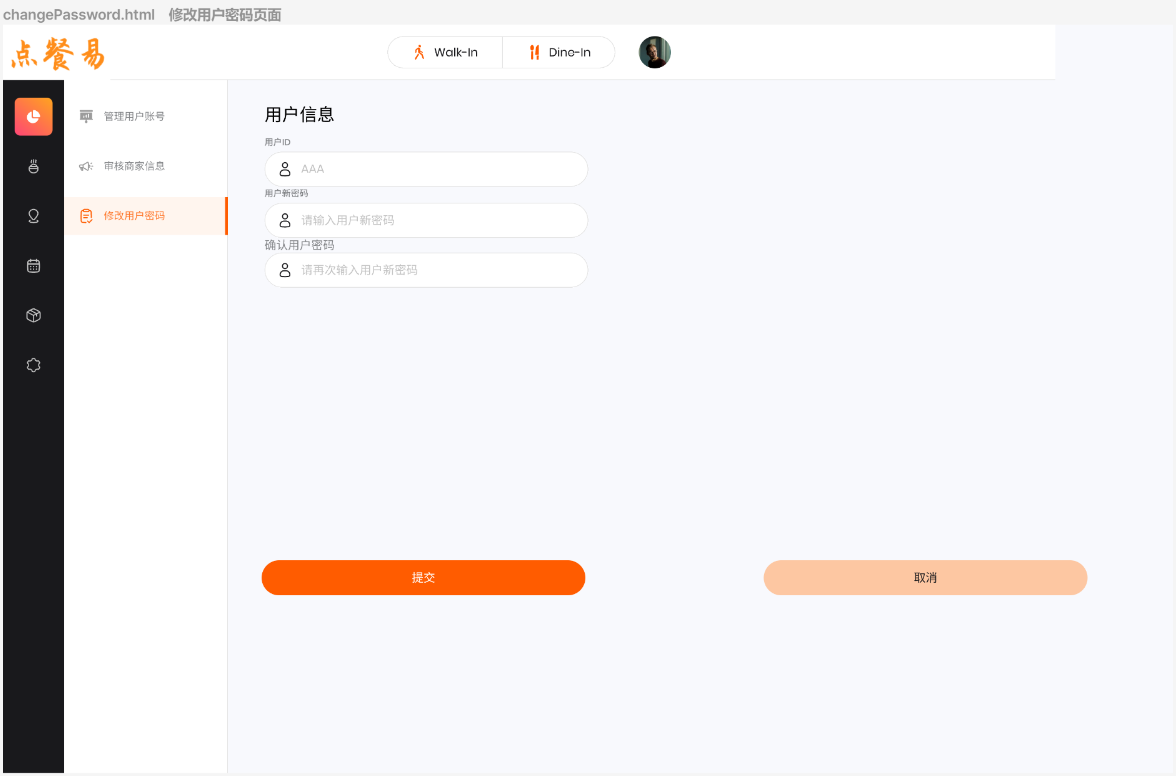 changePassword.html 修改用户密码页面
点餐易
Walk-In
Dine-In
管理用户账号
审核商家信息
修改用户密码
用户信息
用户ID
AAA
用户新密码
请输入用户新密码
确认用户密码
请再次输入用户新密码
提交
取消